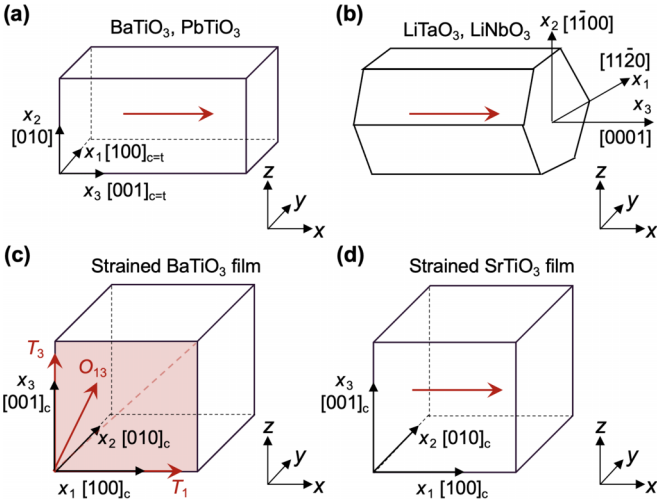 (a)
BaTiO₃, PbTiO₃
x₂
[010]
x₁ [100]c=t
x₃ [001]c=t
z
y
x
(b)
LiTaO₃, LiNbO₃
x₂ [11̄00]
[112̄0]
x₁
x₃
[0001]
z
y
x
(c)
Strained BaTiO₃ film
T₃
O₁₃
x₃
[001]c
x₂ [010]c
x₁ [100]c
T₁
z
y
x
(d)
Strained SrTiO₃ film
x₃
[001]c
x₂ [010]c
x₁ [100]c
z
y
x